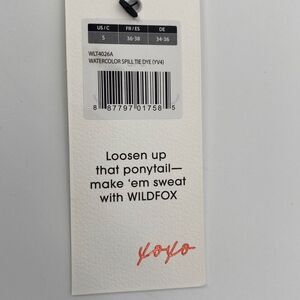 US/C FR/ES DE
S 36-38 34-36
WLT4026A
WATERCOLOR SPILL TIE DYE (YV4)
8 87797 01758 5
Loosen up
that ponytail—
make 'em sweat
with WILDFOX
xoxo